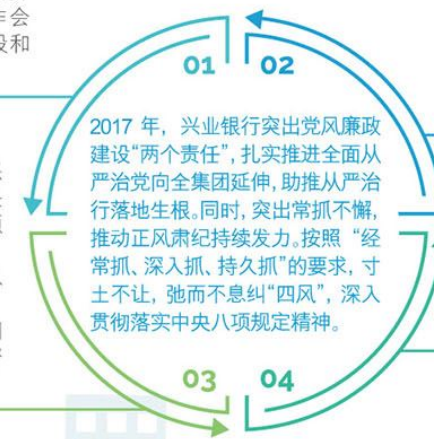 作会
设和
01 02
2017 年，兴业银行突出党风廉政
建设“两个责任”，扎实推进全面从
严治党向全集团延伸，助推从严治
行落地生根。同时，突出常抓不懈，
推动正风肃纪持续发力。按照“经
常抓、深入抓、持久抓”的要求，寸
土不让，弛而不息纠“四风”，深入
贯彻落实中央八项规定精神。
03 04